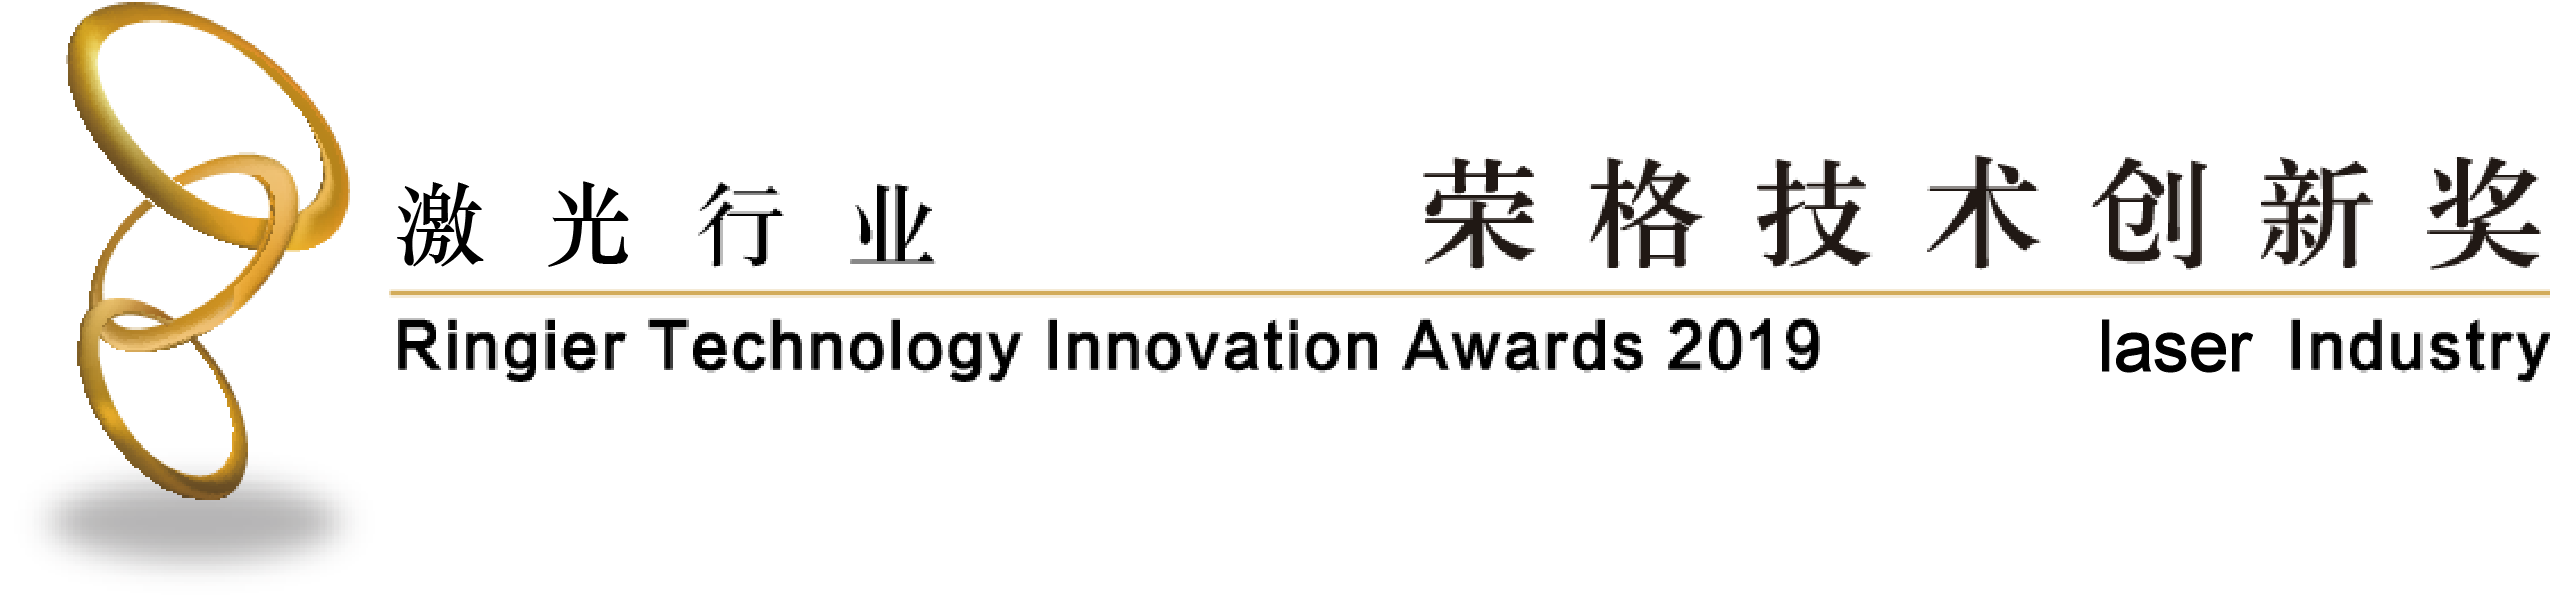 激光行业 荣格技术创新奖
Ringier Technology Innovation Awards 2019 laser Industry